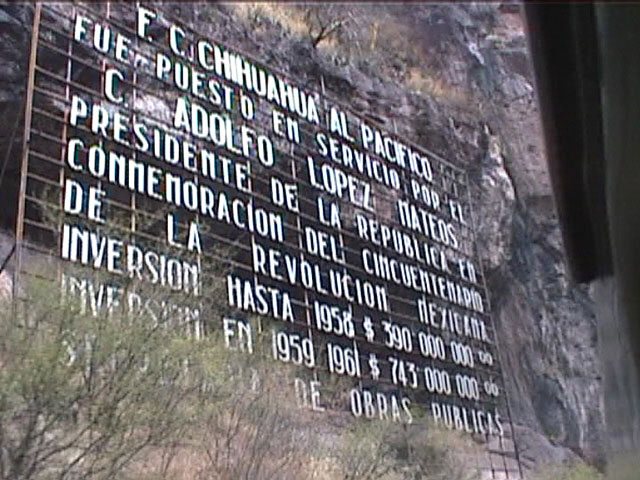 F. C. CHIHUAHUA AL PACIFICO
FUE PUESTO EN SERVICIO POR EL
C. ADOLFO LOPEZ MATEOS
PRESIDENTE DE LA REPUBLICA EN
CONMEMORACION DEL CINCUENTENARIO
DE LA REVOLUCION MEXICANA
INVERSION HASTA 1958 $ 390 000 000 00
INVERSION EN 1959 1961 $ 743 000 000 00
DE OBRAS PUBLICAS